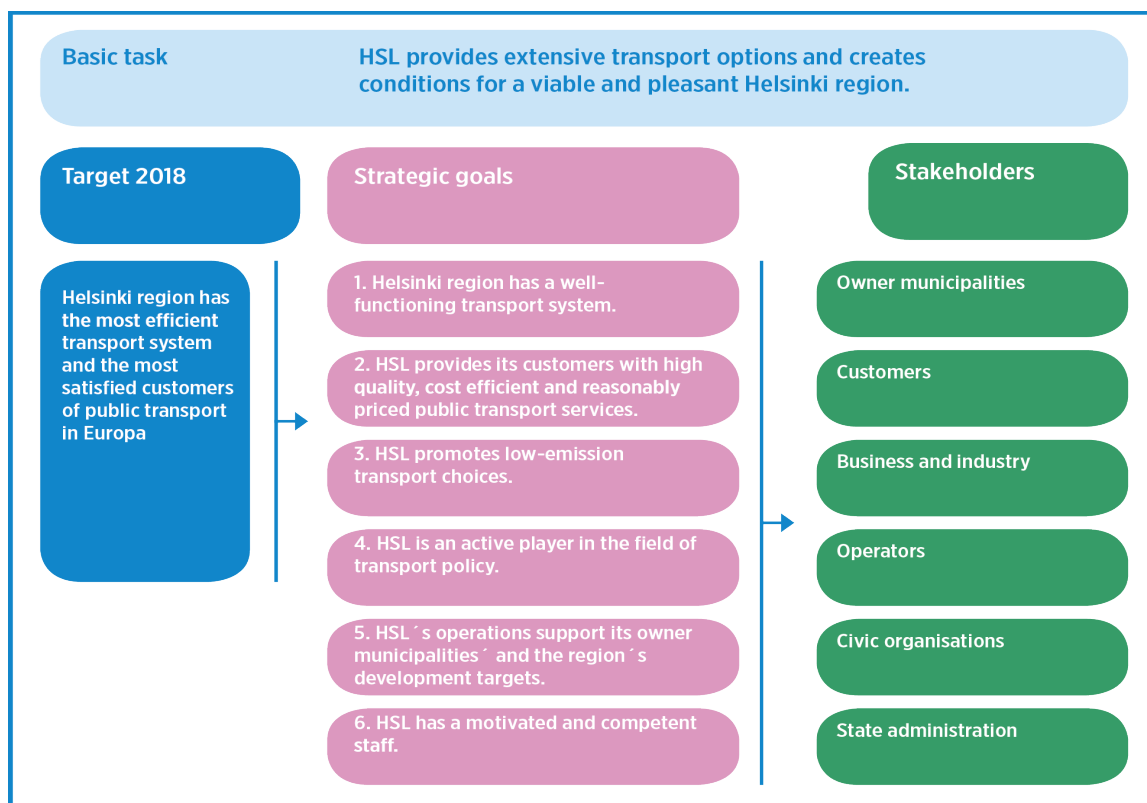 Basic task
HSL provides extensive transport options and creates
conditions for a viable and pleasant Helsinki region.
Target 2018
Strategic goals
Stakeholders
Helsinki region has
the most efficient
transport system
and the most
satisfied customers
of public transport
in Europa
1. Helsinki region has a well-
functioning transport system.
2. HSL provides its customers with high
quality, cost efficient and reasonably
priced public transport services.
3. HSL promotes low-emission
transport choices.
4. HSL is an active player in the field of
transport policy.
5. HSL´s operations support its owner
municipalities´ and the region´s
development targets.
6. HSL has a motivated and competent
staff.
Owner municipalities
Customers
Business and industry
Operators
Civic organisations
State administration